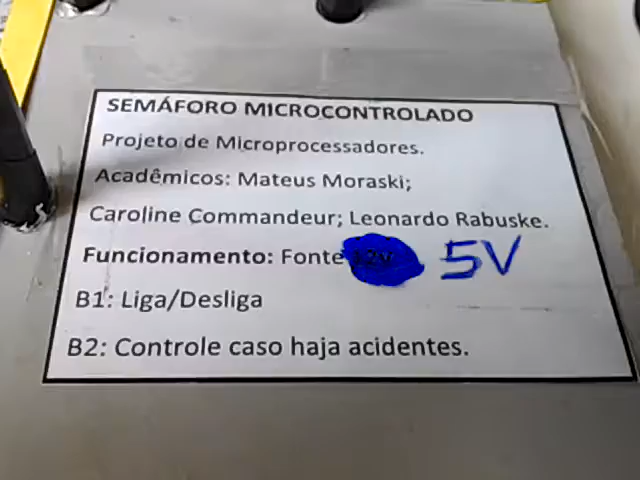 SEMÁFORO MICROCONTROLADO
Projeto de Microprocessadores.
Acadêmicos: Mateus Moraski;
Caroline Commandeur; Leonardo Rabuske.
Funcionamento: Fonte 12V 5V
B1: Liga/Desliga
B2: Controle caso haja acidentes.